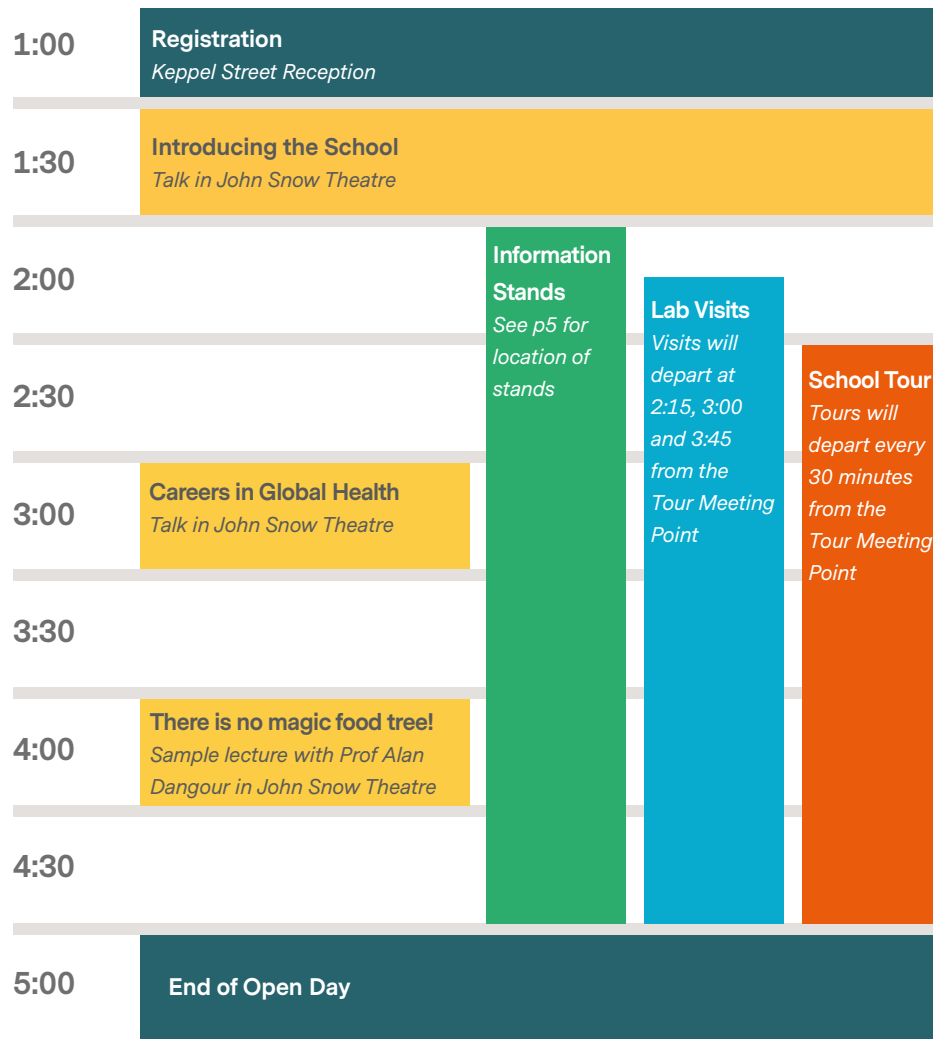 1:00
Registration
Keppel Street Reception
1:30
Introducing the School
Talk in John Snow Theatre
2:00
Information
Stands
See p5 for
location of
stands
Lab Visits
Visits will
depart at
2:15, 3:00
and 3:45
from the
Tour Meeting
Point
2:30
School Tour
Tours will
depart every
30 minutes
from the
Tour Meeting
Point
3:00
Careers in Global Health
Talk in John Snow Theatre
3:30
4:00
There is no magic food tree!
Sample lecture with Prof Alan
Dangour in John Snow Theatre
4:30
5:00
End of Open Day